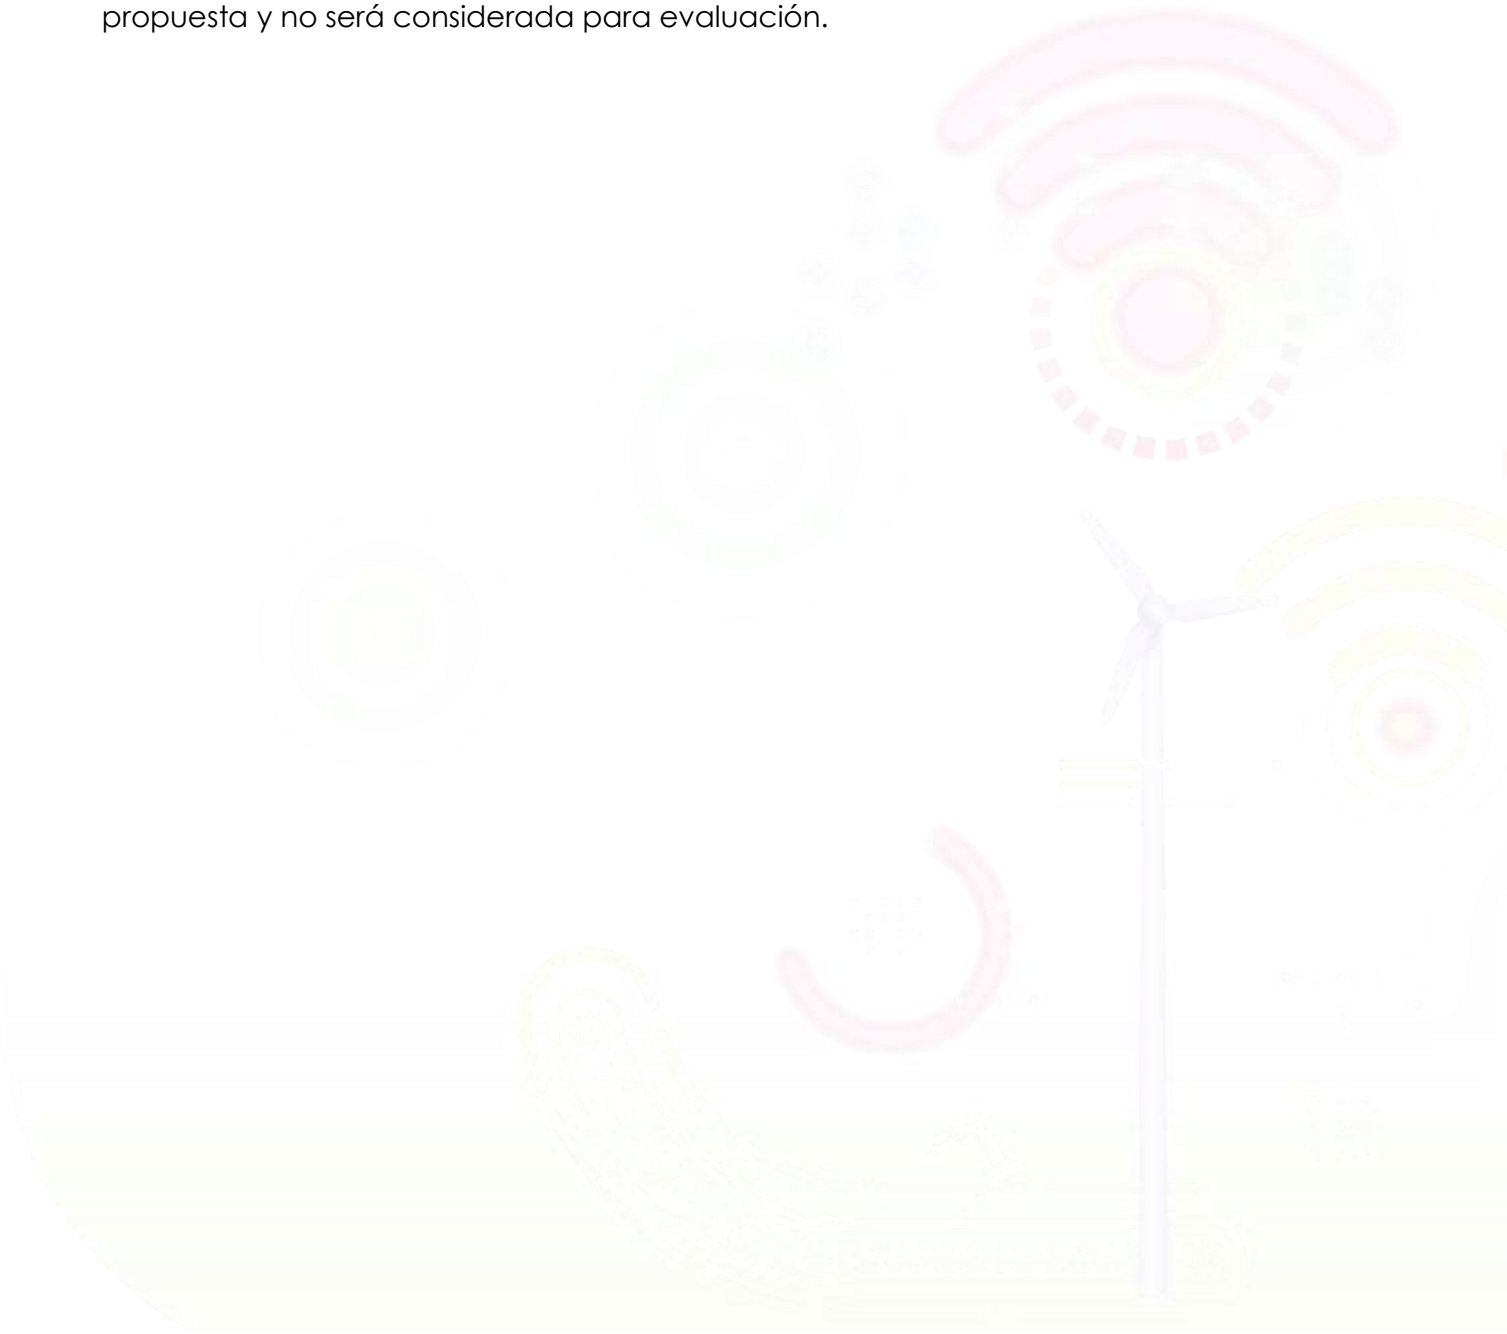 propuesta y no será considerada para evaluación.